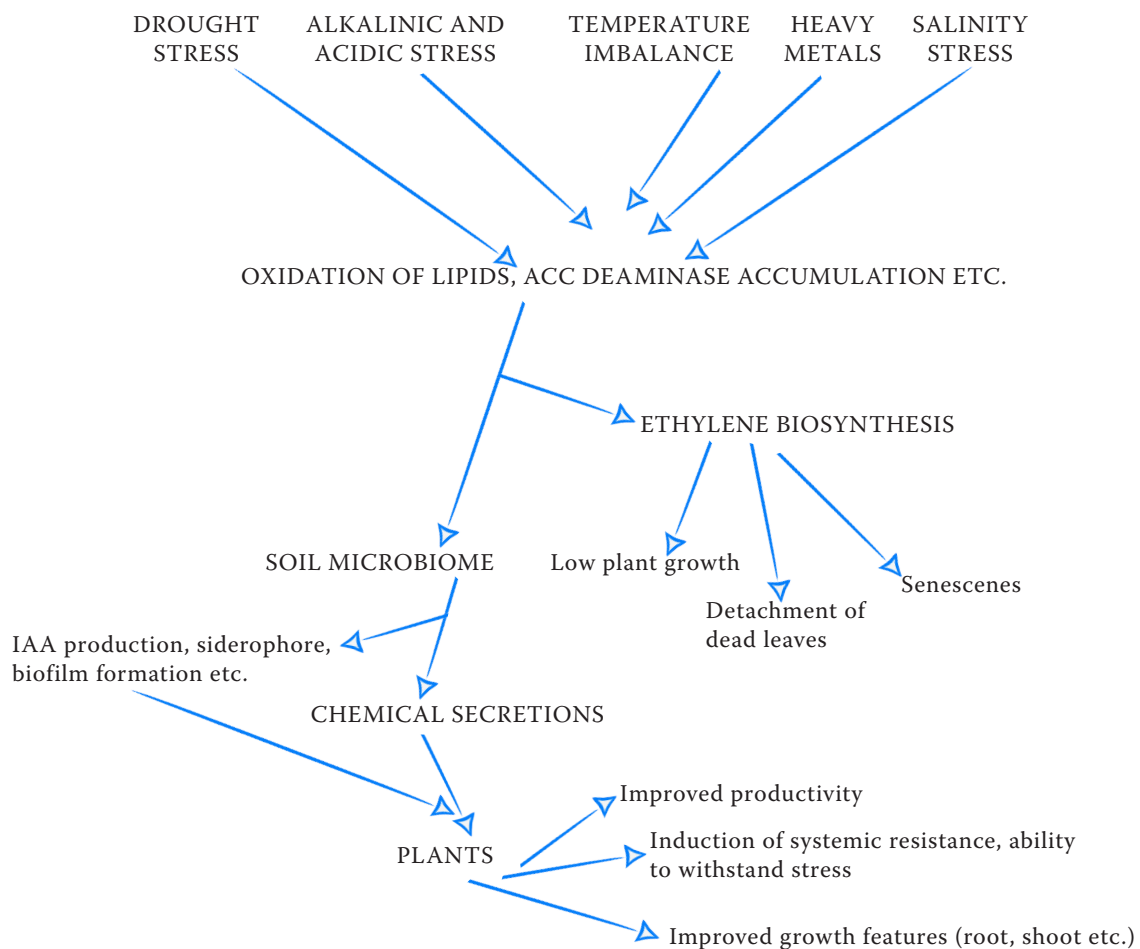 DROUGHT
STRESS
ALKALINIC AND
ACIDIC STRESS
TEMPERATURE
IMBALANCE
HEAVY
METALS
SALINITY
STRESS
OXIDATION OF LIPIDS, ACC DEAMINASE ACCUMULATION ETC.
ETHYLENE BIOSYNTHESIS
SOIL MICROBIOME
Low plant growth
Senescenes
Detachment of
dead leaves
IAA production, siderophore,
biofilm formation etc.
CHEMICAL SECRETIONS
Improved productivity
PLANTS
Induction of systemic resistance, ability
to withstand stress
Improved growth features (root, shoot etc.)